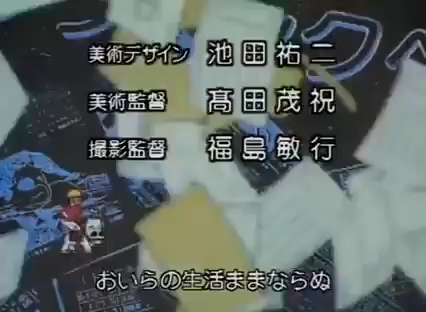 美術デザイン 池田祐二
美術監督 髙田茂祝
撮影監督 福島敏行
おいらの生活ままならぬ